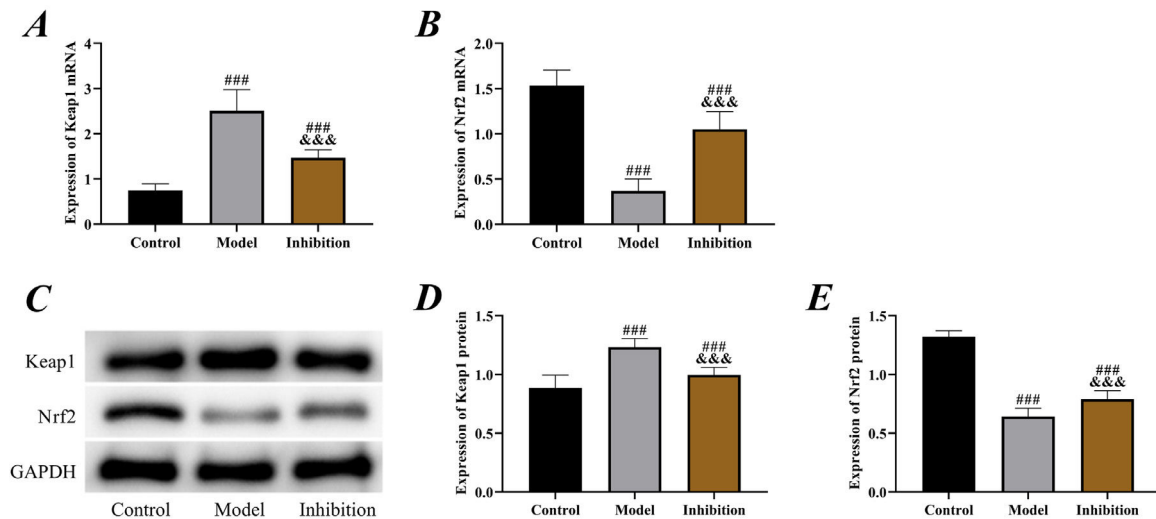 A
Expression of Keap1 mRNA
4
3
2
1
0
###
###
&&&
Control Model Inhibition
B
Expression of Nrf2 mRNA
2.0
1.5
1.0
0.5
0.0
###
###
&&&
Control Model Inhibition
C
Keap1
Nrf2
GAPDH
Control Model Inhibition
D
Expression of Keap1 protein
1.5
1.0
0.5
0.0
###
###
&&&
Control Model Inhibition
E
Expression of Nrf2 protein
1.5
1.0
0.5
0.0
###
###
&&&
Control Model Inhibition